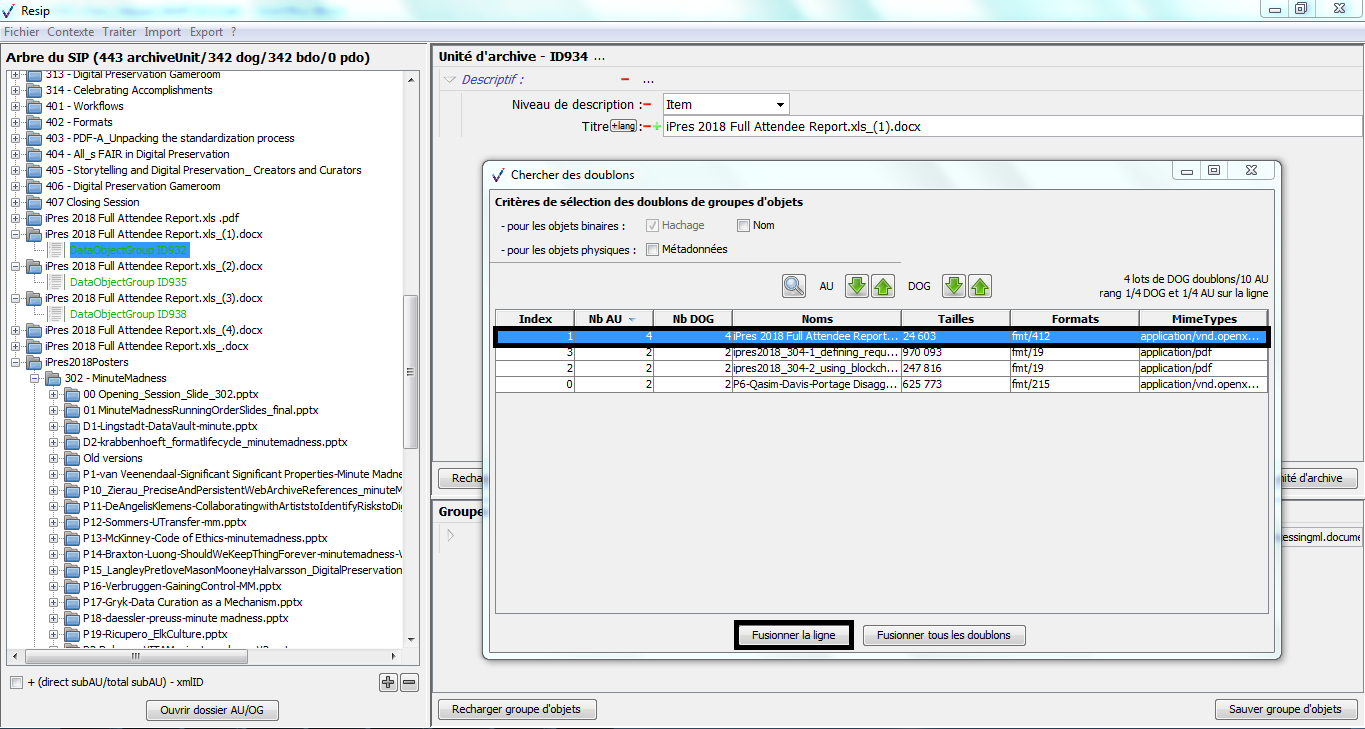 Resip
Fichier Contexte Traiter Import Export ?
Arbre du SIP (443 archiveUnit/342 dog/342 bdo/0 pdo)
313 - Digital Preservation Gameroom
314 - Celebrating Accomplishments
401 - Workflows
402 - Formats
403 - PDF-A_Unpacking the standardization process
404 - All_s FAIR in Digital Preservation
405 - Storytelling and Digital Preservation_ Creators and Curators
406 - Digital Preservation Gameroom
407 Closing Session
iPres 2018 Full Attendee Report.xls .pdf
iPres 2018 Full Attendee Report.xls_(1).docx
DataObjectGroup ID932
iPres 2018 Full Attendee Report.xls_(2).docx
DataObjectGroup ID935
iPres 2018 Full Attendee Report.xls_(3).docx
DataObjectGroup ID938
iPres 2018 Full Attendee Report.xls_(4).docx
iPres 2018 Full Attendee Report.xls_.docx
iPres2018Posters
302 - MinuteMadness
00 Opening_Session_Slide_302.pptx
01 MinuteMadnessRunningOrderSlides_final.pptx
D1-Lingstadt-DataVault-minute.pptx
D2-krabbenhoeft_formatlifecycle_minutemadness.pptx
Old versions
P1-van Veenendaal-Significant Significant Properties-Minute Madne
P10_Zierau_PreciseAndPersistentWebArchiveReferences_minuteM
P11-DeAngelisKlemens-CollaboratingwithArtiststoIdentifyRiskstoDig
P12-Sommers-UTransfer-mm.pptx
P13-McKinney-Code of Ethics-minutemadness.pptx
P14-Braxton-Luong-ShouldWeKeepThingForever-minutemadness-V
P15_LangleyPretloveMasonMooneyHalvarsson_DigitalPreservation
P16-Verbruggen-GainingControl-MM.pptx
P17-Gryk-Data Curation as a Mechanism.pptx
P18-daessler-preuss-minute madness.pptx
P19-Ricupero_ElkCulture.pptx
+ (direct subAU/total subAU) - xmlID
Ouvrir dossier AU/OG
Unité d'archive - ID934 ...
Descriptif : − ...
Niveau de description :− Item
Titre +lang :−+ iPres 2018 Full Attendee Report.xls_(1).docx
Chercher des doublons
Critères de sélection des doublons de groupes d'objets
- pour les objets binaires : Hachage Nom
- pour les objets physiques : Métadonnées
AU DOG
4 lots de DOG doublons/10 AU
rang 1/4 DOG et 1/4 AU sur la ligne
Index Nb AU Nb DOG Noms Tailles Formats MimeTypes
1 4 4 iPres 2018 Full Attendee Report... 24 603 fmt/412 application/vnd.openx...
3 2 2 ipres2018_304-1_defining_requ... 970 093 fmt/19 application/pdf
2 2 2 ipres2018_304-2_using_blockch... 247 816 fmt/19 application/pdf
0 2 2 P6-Qasim-Davis-Portage Disagg... 625 773 fmt/215 application/vnd.openx...
Fusionner la ligne Fusionner tous les doublons
Recha
nité d'archive
Groupe
essingml.docume
Recharger groupe d'objets
Sauver groupe d'objets